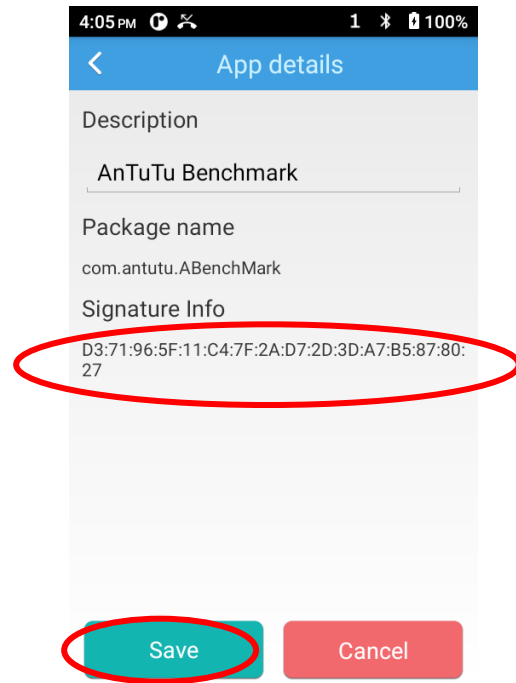 4:05 PM 1 100%
App details
Description
AnTuTu Benchmark
Package name
com.antutu.ABenchMark
Signature Info
D3:71:96:5F:11:C4:7F:2A:D7:2D:3D:A7:B5:87:80:
27
Save Cancel